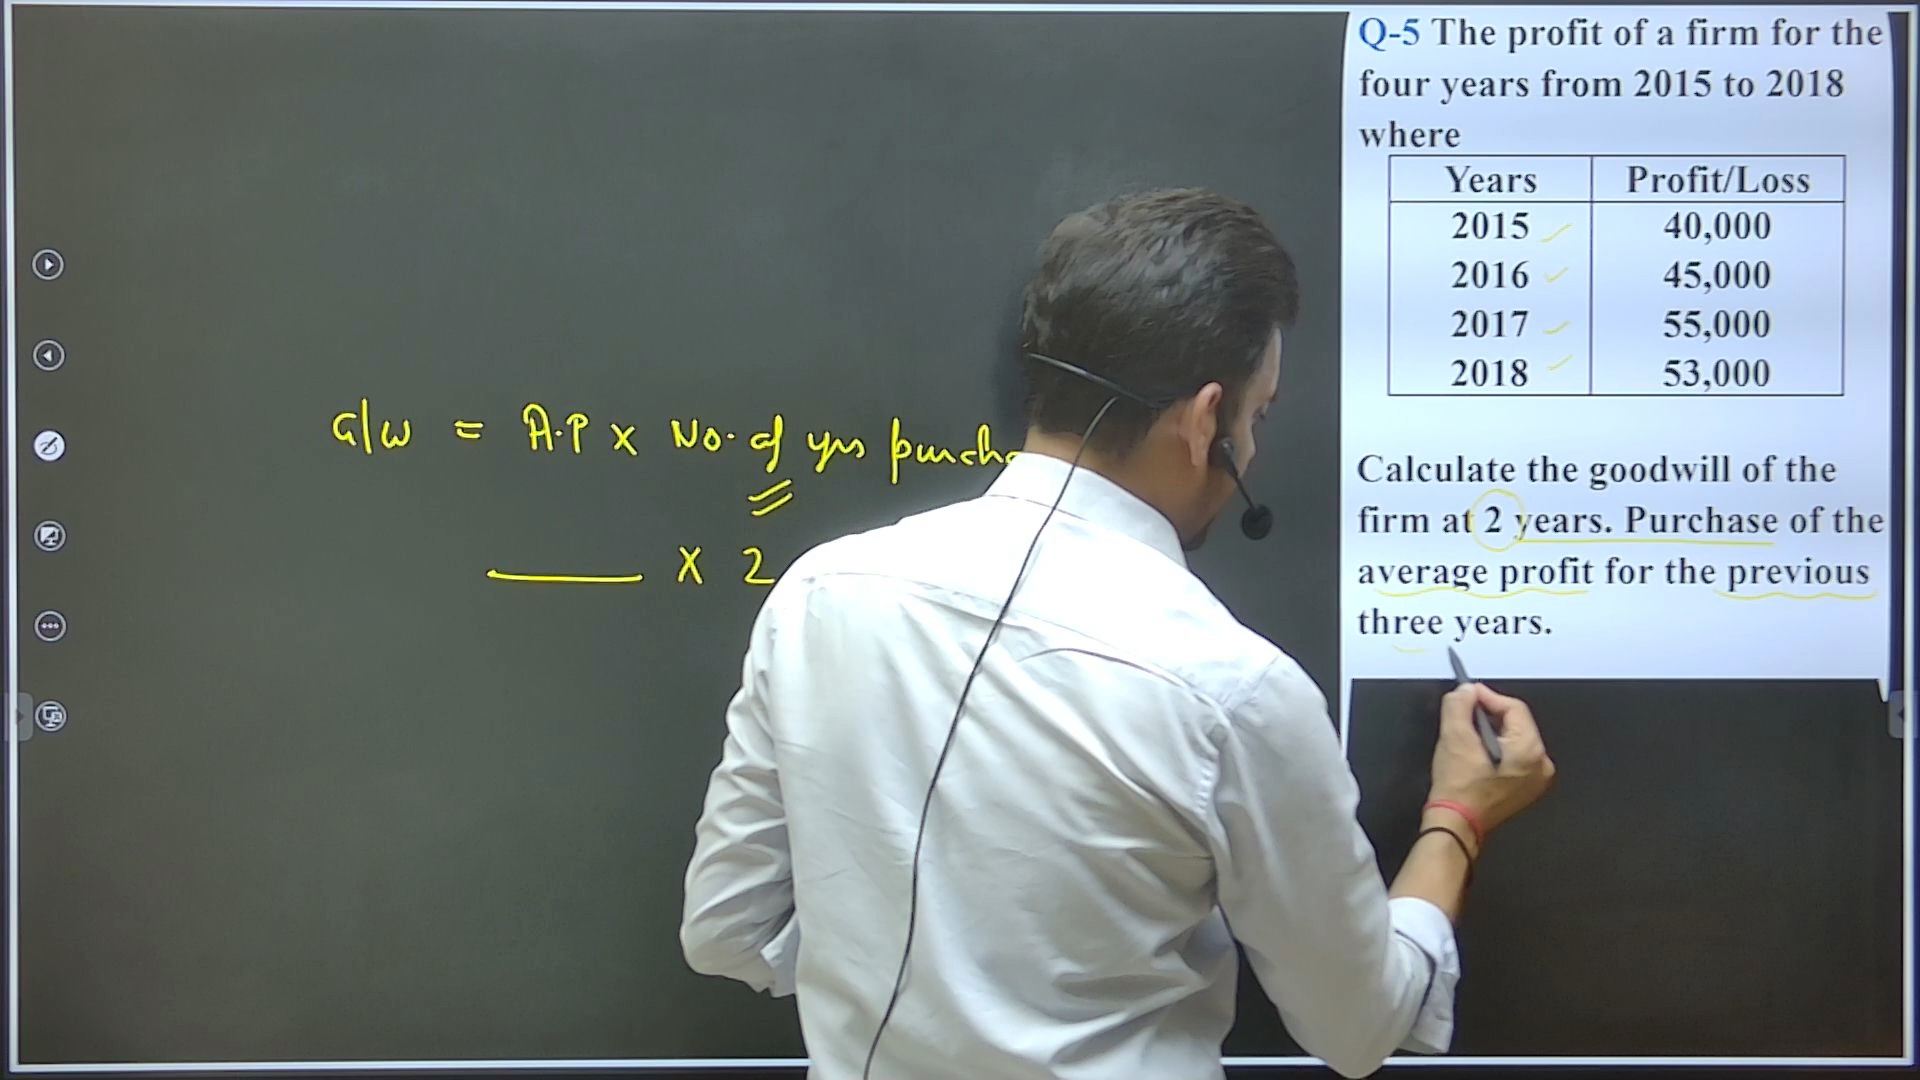 G/W = A.P x No. of yrs
x 2
Q-5 The profit of a firm for the
four years from 2015 to 2018
where
Years Profit/Loss
2015 40,000
2016 45,000
2017 55,000
2018 53,000
Calculate the goodwill of the
firm at 2 years. Purchase of the
average profit for the previous
three years.